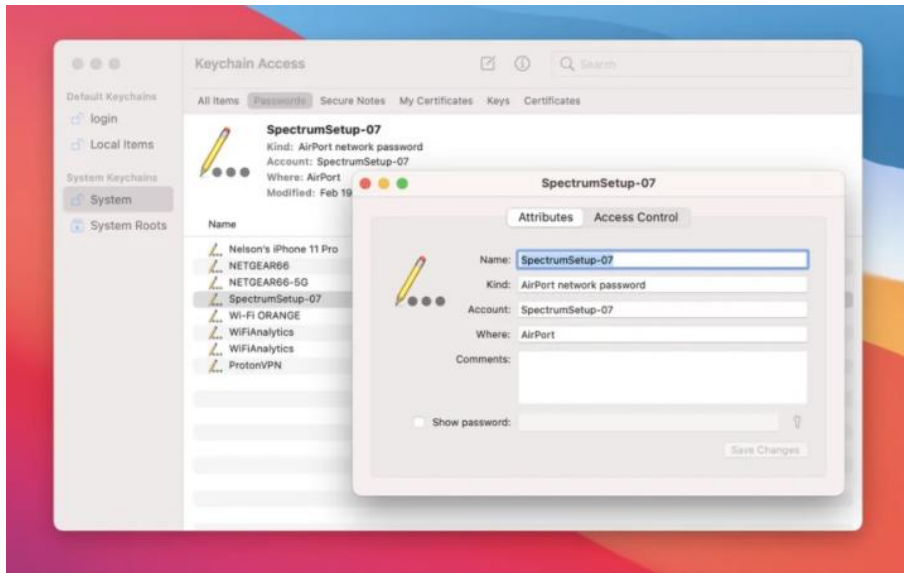 Keychain Access
Search
Default Keychains
login
Local Items
System Keychains
System
System Roots
All Items Passwords Secure Notes My Certificates Keys Certificates
SpectrumSetup-07
Kind: AirPort network password
Account: SpectrumSetup-07
Where: AirPort
Modified: Feb 19
Name
Nelson's iPhone 11 Pro
NETGEAR66
NETGEAR66-5G
SpectrumSetup-07
Wi-Fi ORANGE
WiFiAnalytics
WiFiAnalytics
ProtonVPN
SpectrumSetup-07
Attributes Access Control
Name: SpectrumSetup-07
Kind: AirPort network password
Account: SpectrumSetup-07
Where: AirPort
Comments:
Show password:
Save Changes